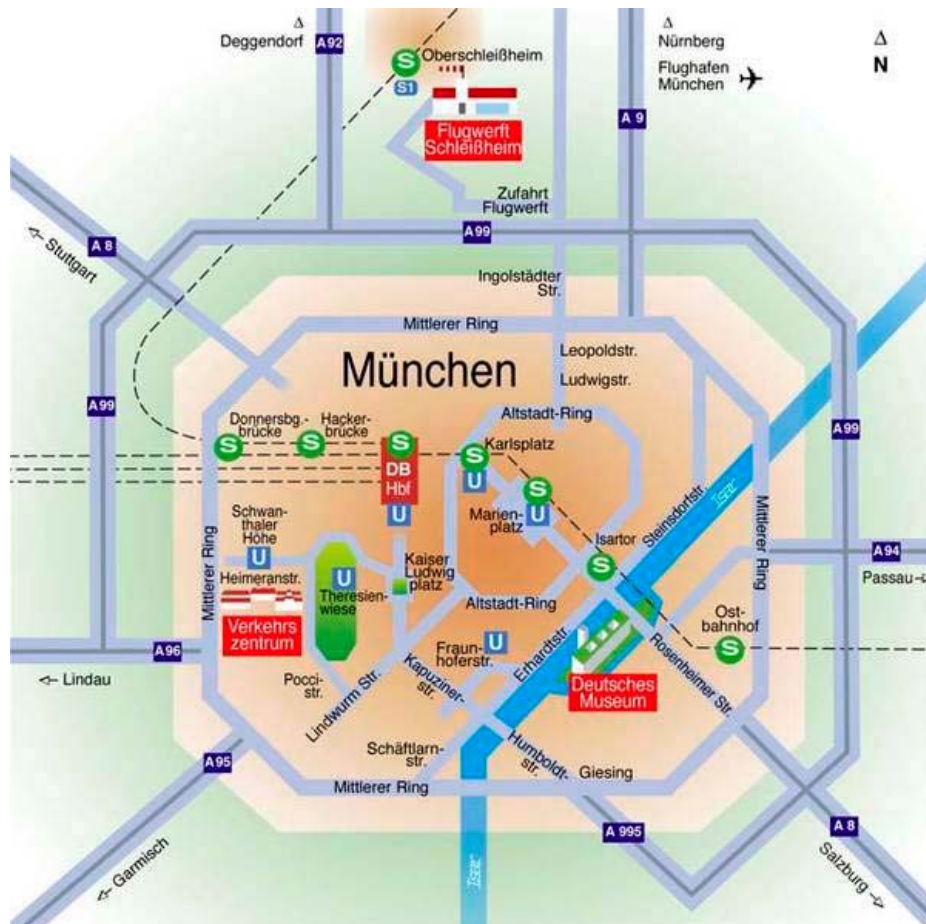 Δ
Deggendorf
A92
S
Oberschleißheim
S1
Flugwerft
Schleißheim
Δ
Nürnberg
Flughafen
München
Δ
N
A 9
Zufahrt
Flugwerft
A 8
Stuttgart
A99
Ingolstädter
Str.
Mittlerer Ring
München
Leopoldstr.
Ludwigstr.
A99
A99
Donnersbg.-
brücke
Hacker-
brücke
Altstadt-Ring
Karlsplatz
S
S
S
S
DB
Hbf
U
U
S
Marien-
platz
U
Isartor
S
Steinsdorfstr.
Isar
Mittlerer Ring
Mittlerer Ring
Schwan-
thaler
Höhe
U
Heimeranstr.
Verkehrs
zentrum
U
Theresien-
wiese
Kaiser
Ludwig
platz
Altstadt-Ring
A 94
Passau
Ost-
bahnhof
S
A96
Lindau
Pocci-
str.
Lindwurm Str.
Fraun-
hoferstr.
U
Kapuziner-
str.
Erhardtstr.
Deutsches
Museum
Rosenheimer Str.
Schäftlarn-
str.
Humboldt-
str.
Giesing
Mittlerer Ring
A95
Garmisch
Isar
A 995
A 8
Salzburg